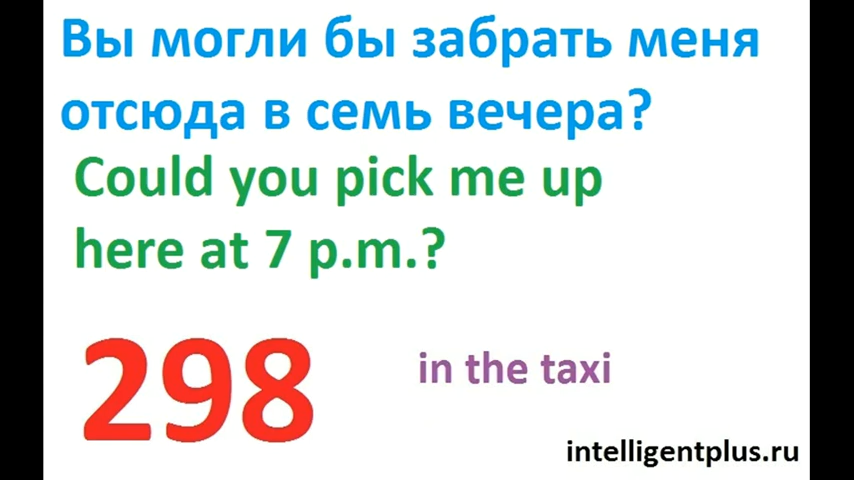 Вы могли бы забрать меня
отсюда в семь вечера?
Could you pick me up
here at 7 p.m.?
298
in the taxi
intelligentplus.ru